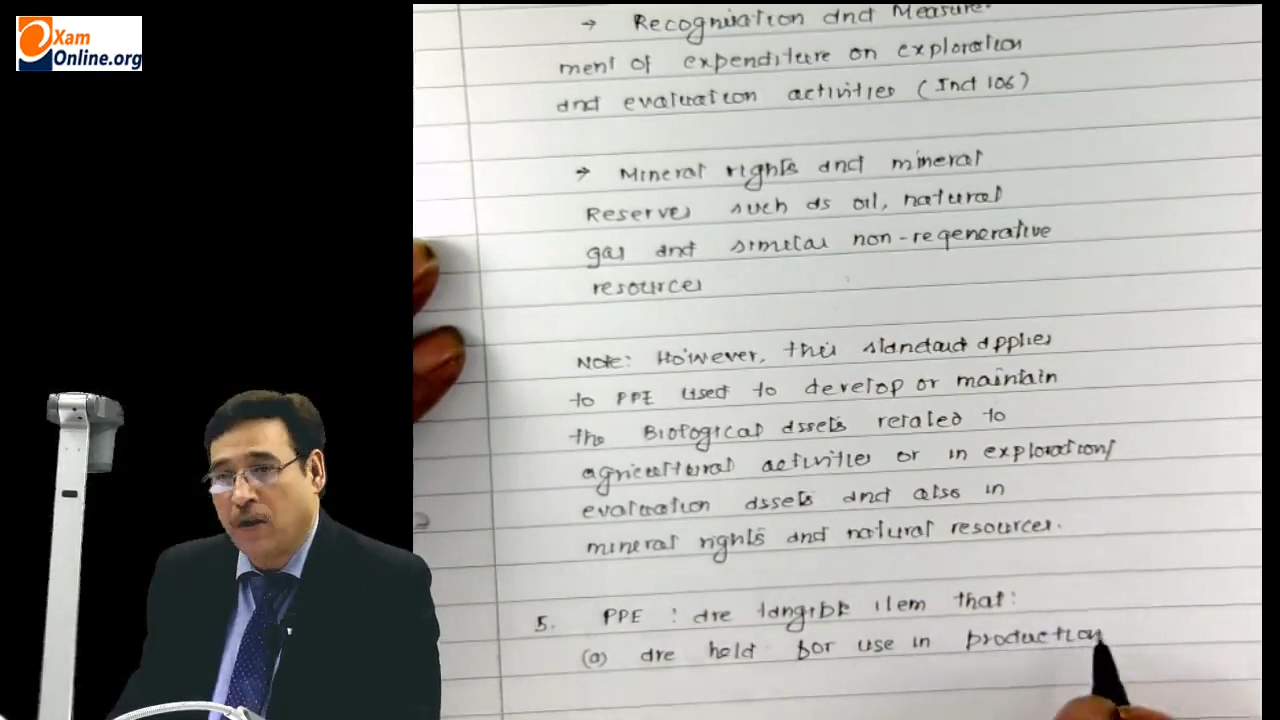 Xam
Online.org
→ Recognisation and Measure-
ment of expenditure on exploration
and evaluation activities (Ind 106)
→ Mineral rights and mineral
Reserves such as oil, natural
gas and similar non-regenerative
resources
Note: However, this standard applies
to PPE used to develop or maintain
the Biological assets related to
agricultural activities or in exploration/
evaluation assets and also in
mineral rights and natural resources.
5. PPE : are tangible item that:
(a) are held for use in production